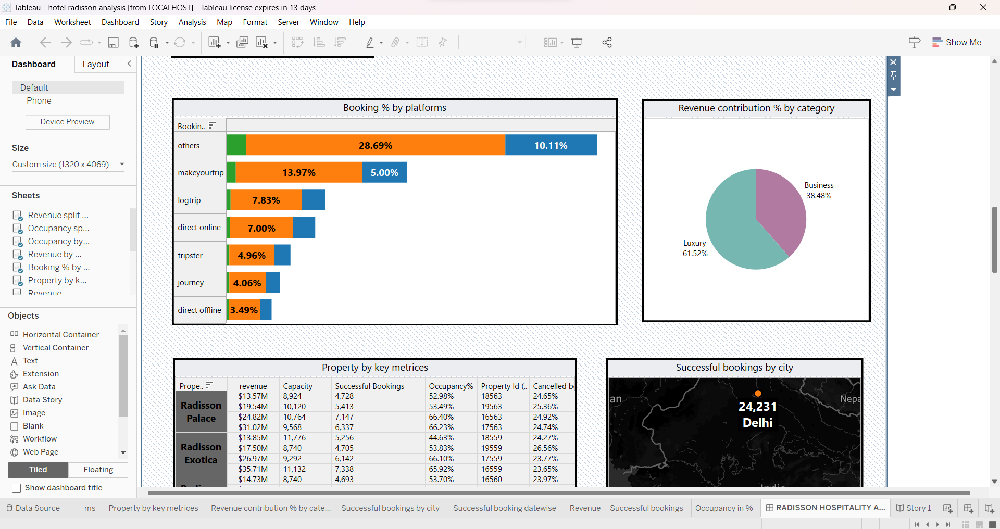 Tableau - hotel radisson analysis [from LOCALHOST] - Tableau license expires in 13 days
File Data Worksheet Dashboard Story Analysis Map Format Server Window Help
Show Me
Dashboard Layout
Default
Phone
Device Preview
Size
Custom size (1320 x 4069)
Sheets
Revenue split ...
Occupancy sp...
Occupancy by...
Revenue by ...
Booking % by ...
Property by k...
Revenue
Objects
Horizontal Container
Vertical Container
Text
Extension
Ask Data
Data Story
Image
Blank
Workflow
Web Page
Tiled Floating
Show dashboard title
Booking % by platforms
Bookin..
others 28.69% 10.11%
makeyourtrip 13.97% 5.00%
logtrip 7.83%
direct online 7.00%
tripster 4.96%
journey 4.06%
direct offline 3.49%
Revenue contribution % by category
Business
38.48%
Luxury
61.52%
Property by key metrices
Prope.. revenue Capacity Successful Bookings Occupancy% Property Id (.. Cancelled bo
Radisson Palace
$13.57M 8,924 4,728 52.98% 18563 24.65%
$19.54M 10,120 5,413 53.49% 19563 25.36%
$24.82M 10,764 7,147 66.40% 16563 24.92%
$31.02M 9,568 6,337 66.23% 17563 24.74%
Radisson Exotica
$13.85M 11,776 5,256 44.63% 18559 24.27%
$17.50M 8,740 4,705 53.83% 19559 26.56%
$26.97M 9,292 6,142 66.10% 17559 23.77%
$35.71M 11,132 7,338 65.92% 16559 23.65%
$14.73M 8,740 4,693 53.70% 16560 23.97%
Successful bookings by city
an
Nepa
24,231
Delhi
Data Source ms Property by key metrices Revenue contribution % by cate... Successful bookings by city Successful booking datewise Revenue Successful bookings Occupancy in % RADISSON HOSPITALITY A... Story 1